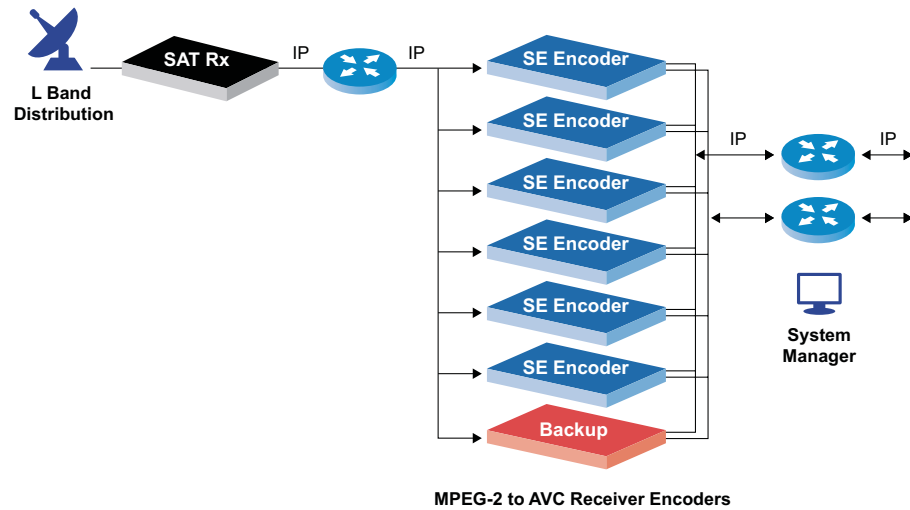 SAT Rx
IP
IP
L Band
Distribution
SE Encoder
SE Encoder
SE Encoder
SE Encoder
SE Encoder
SE Encoder
Backup
IP
IP
System
Manager
MPEG-2 to AVC Receiver Encoders